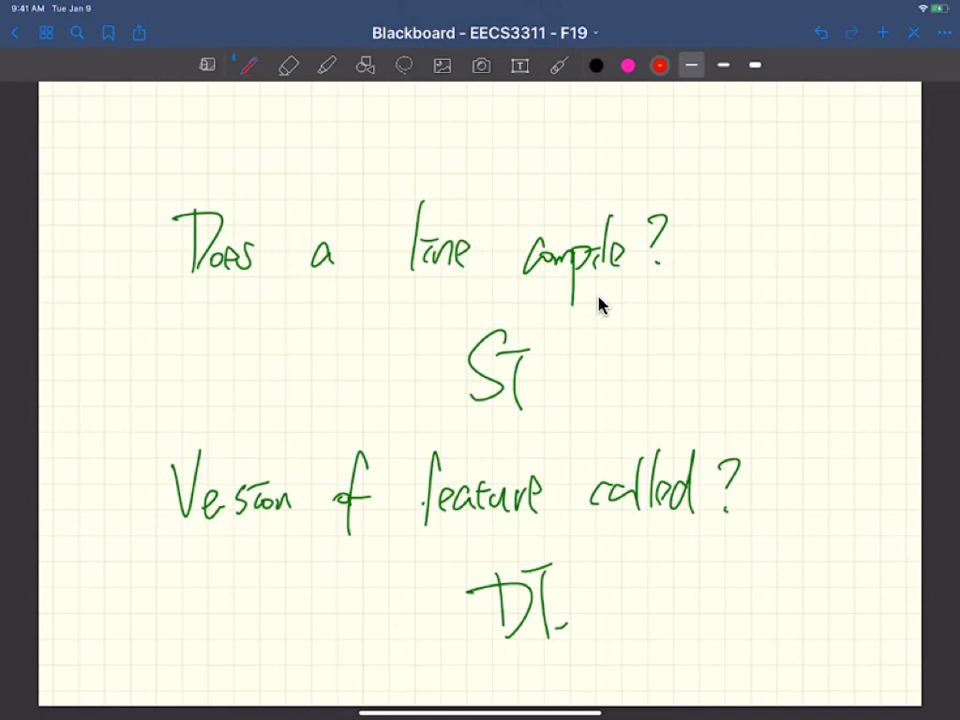 9:41 AM Tue Jan 9
Blackboard - EECS3311 - F19
Does a line compile?
ST
Version of feature called?
DT.